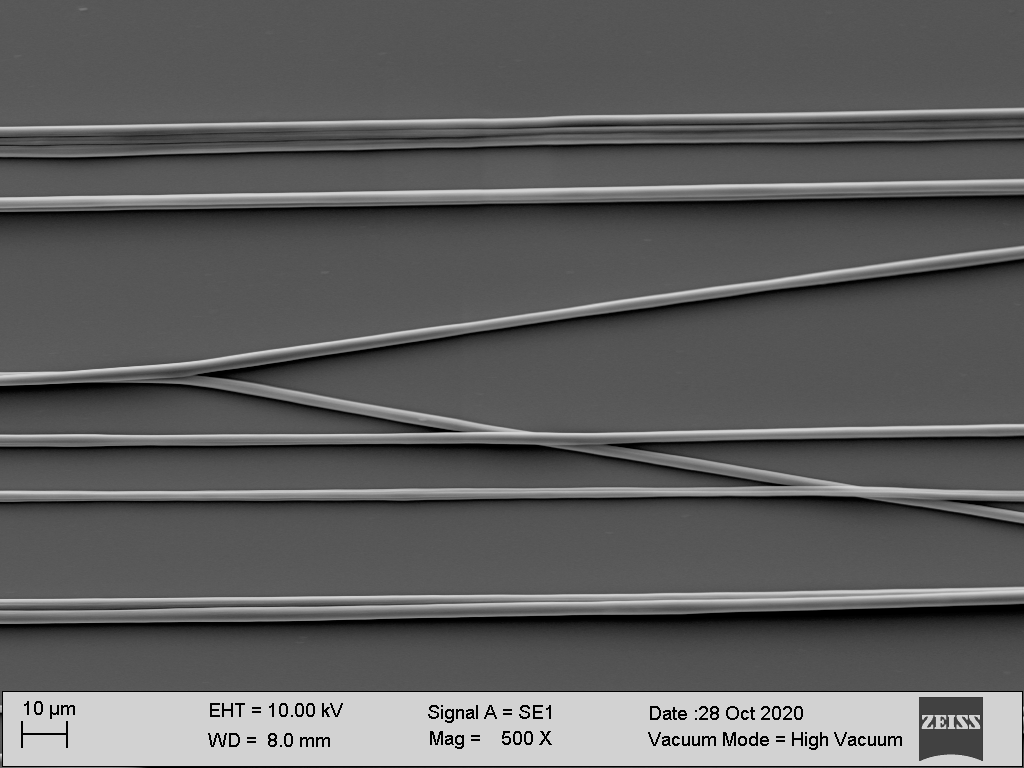 10 µm
EHT = 10.00 kV
Signal A = SE1
Date :28 Oct 2020
ZEISS
WD = 8.0 mm
Mag = 500 X
Vacuum Mode = High Vacuum